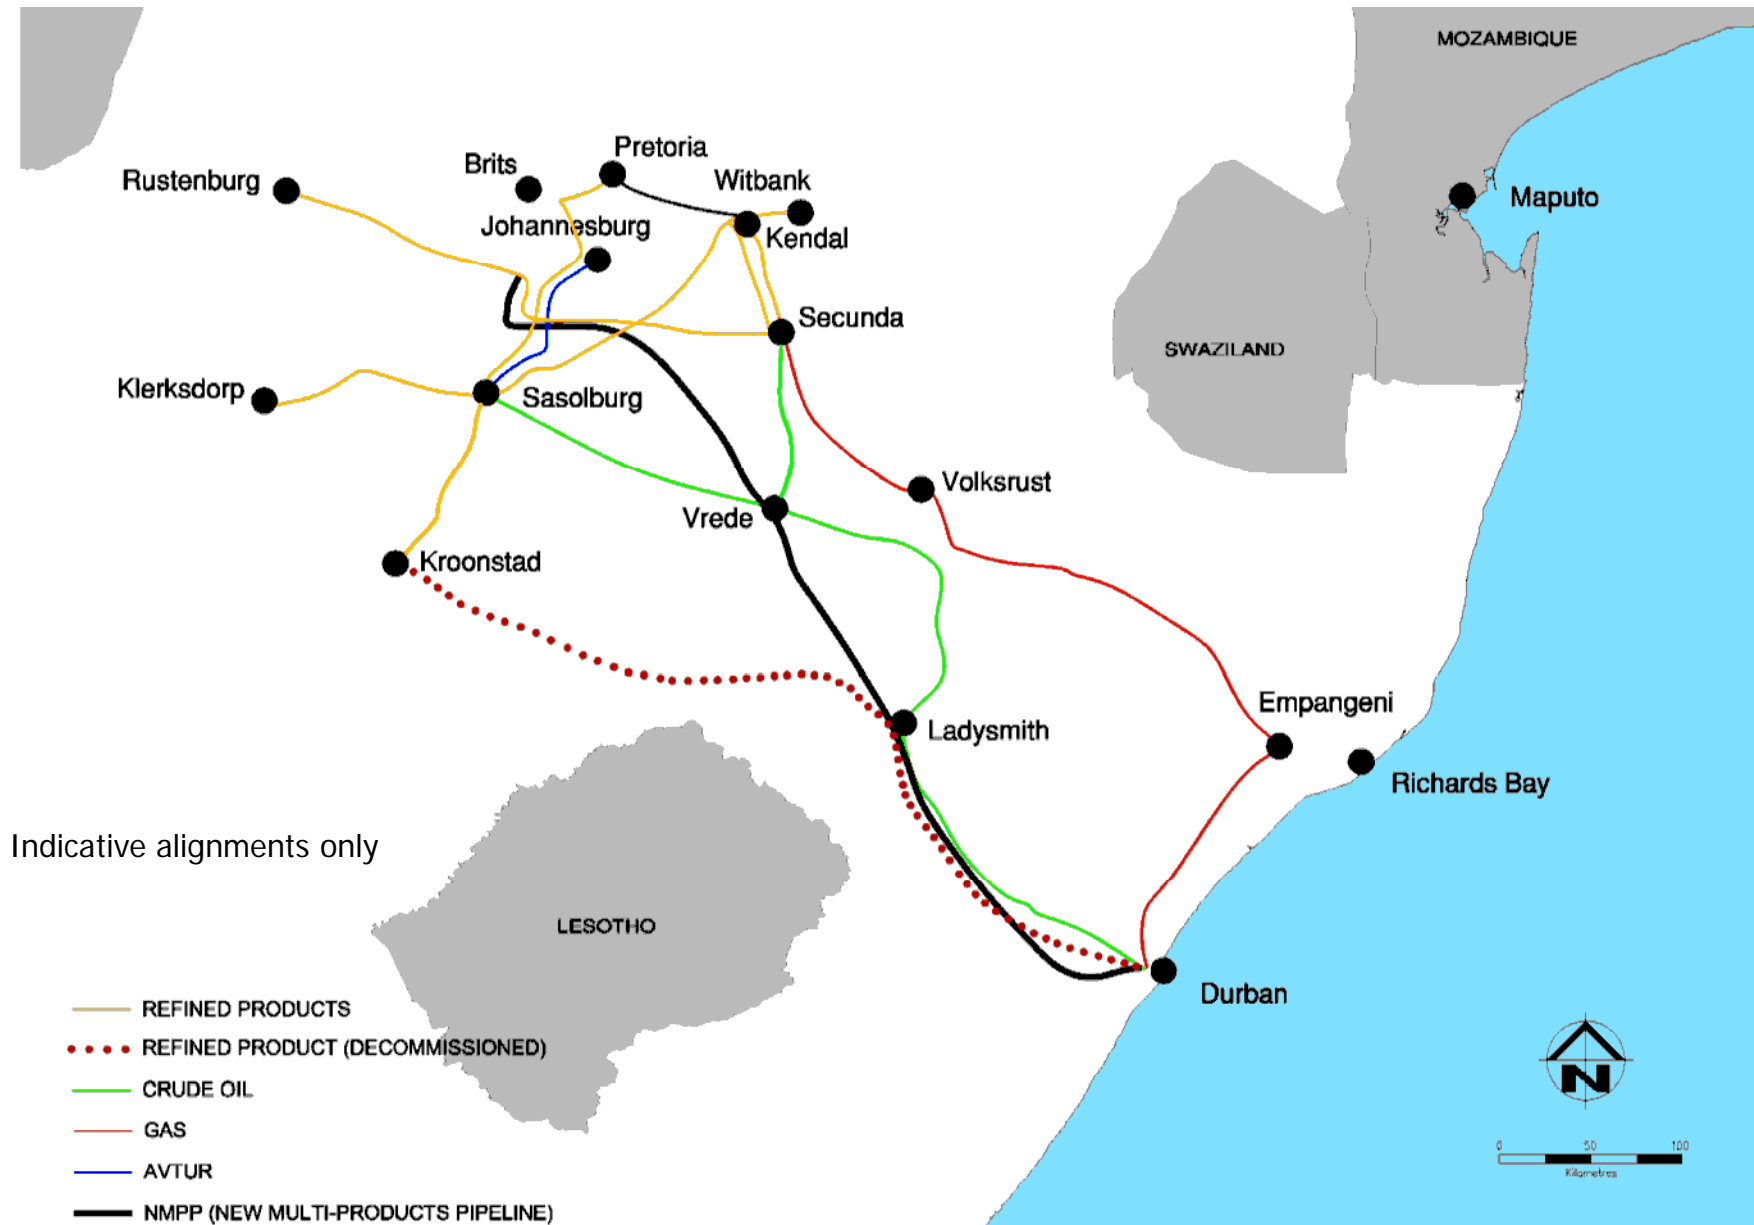 MOZAMBIQUE
Pretoria
Brits
Witbank
Rustenburg
Maputo
Johannesburg
Kendal
Secunda
SWAZILAND
Klerksdorp
Sasolburg
Volksrust
Vrede
Kroonstad
Empangeni
Ladysmith
Richards Bay
Indicative alignments only
LESOTHO
Durban
REFINED PRODUCTS
REFINED PRODUCT (DECOMMISSIONED)
CRUDE OIL
GAS
AVTUR
NMPP (NEW MULTI-PRODUCTS PIPELINE)
N
0 50 100
Kilometres